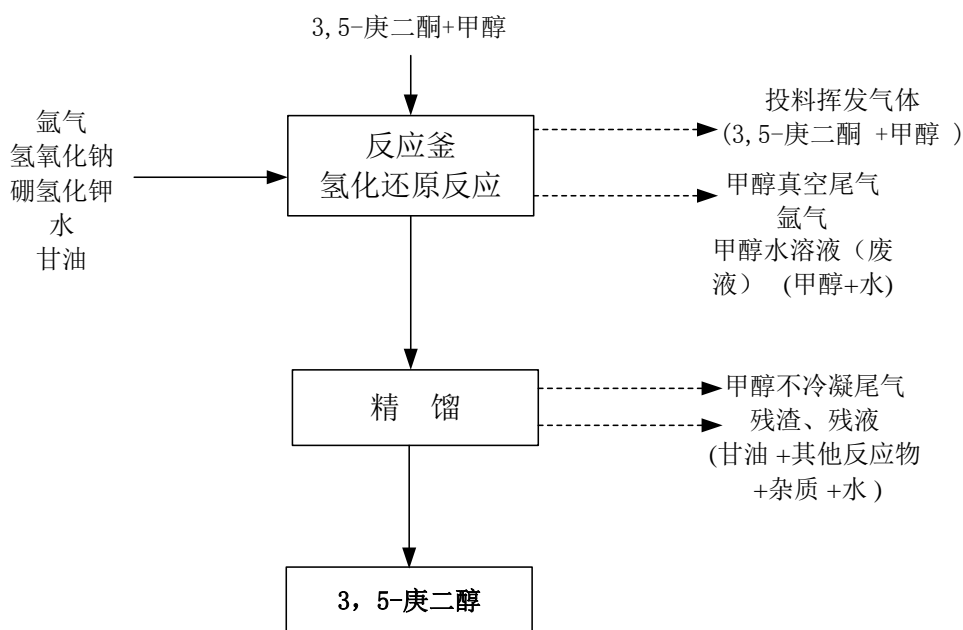 3,5-庚二酮+甲醇
氩气
氢氧化钠
硼氢化钾
水
甘油
反应釜
氢化还原反应
投料挥发气体
(3,5-庚二酮 +甲醇 )
甲醇真空尾气
氩气
甲醇水溶液（废
液） (甲醇+水)
精 馏
甲醇不冷凝尾气
残渣、残液
(甘油 +其他反应物
+杂质 +水 )
3，5-庚二醇